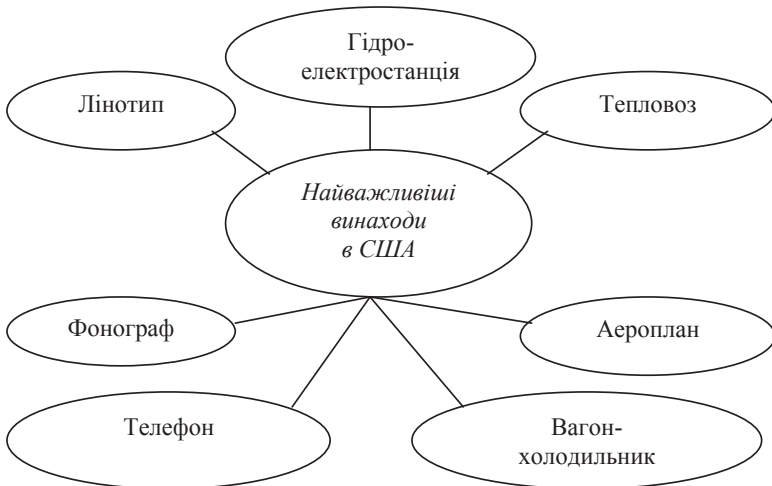 Гідро-
електростанція
Лінотип
Тепловоз
Найважливіші
винаходи
в США
Фонограф
Аероплан
Телефон
Вагон-
холодильник